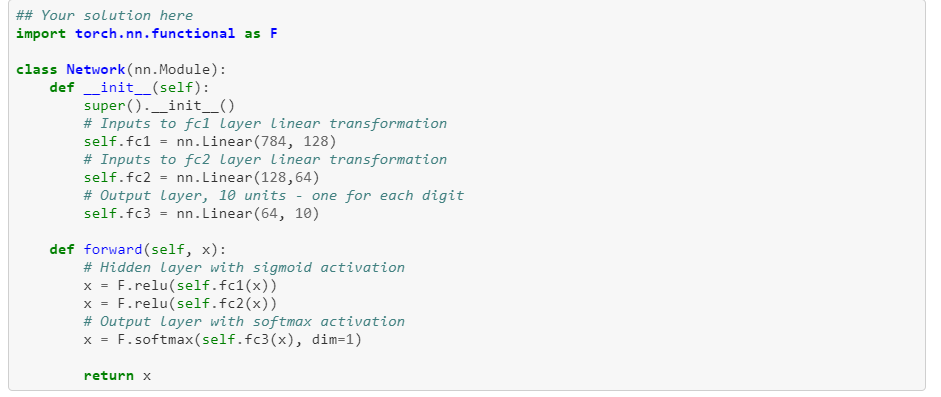 ## Your solution here
import torch.nn.functional as F

class Network(nn.Module):
    def __init__(self):
        super().__init__()
        # Inputs to fc1 layer linear transformation
        self.fc1 = nn.Linear(784, 128)
        # Inputs to fc2 layer linear transformation
        self.fc2 = nn.Linear(128,64)
        # Output layer, 10 units - one for each digit
        self.fc3 = nn.Linear(64, 10)

    def forward(self, x):
        # Hidden layer with sigmoid activation
        x = F.relu(self.fc1(x))
        x = F.relu(self.fc2(x))
        # Output layer with softmax activation
        x = F.softmax(self.fc3(x), dim=1)

        return x